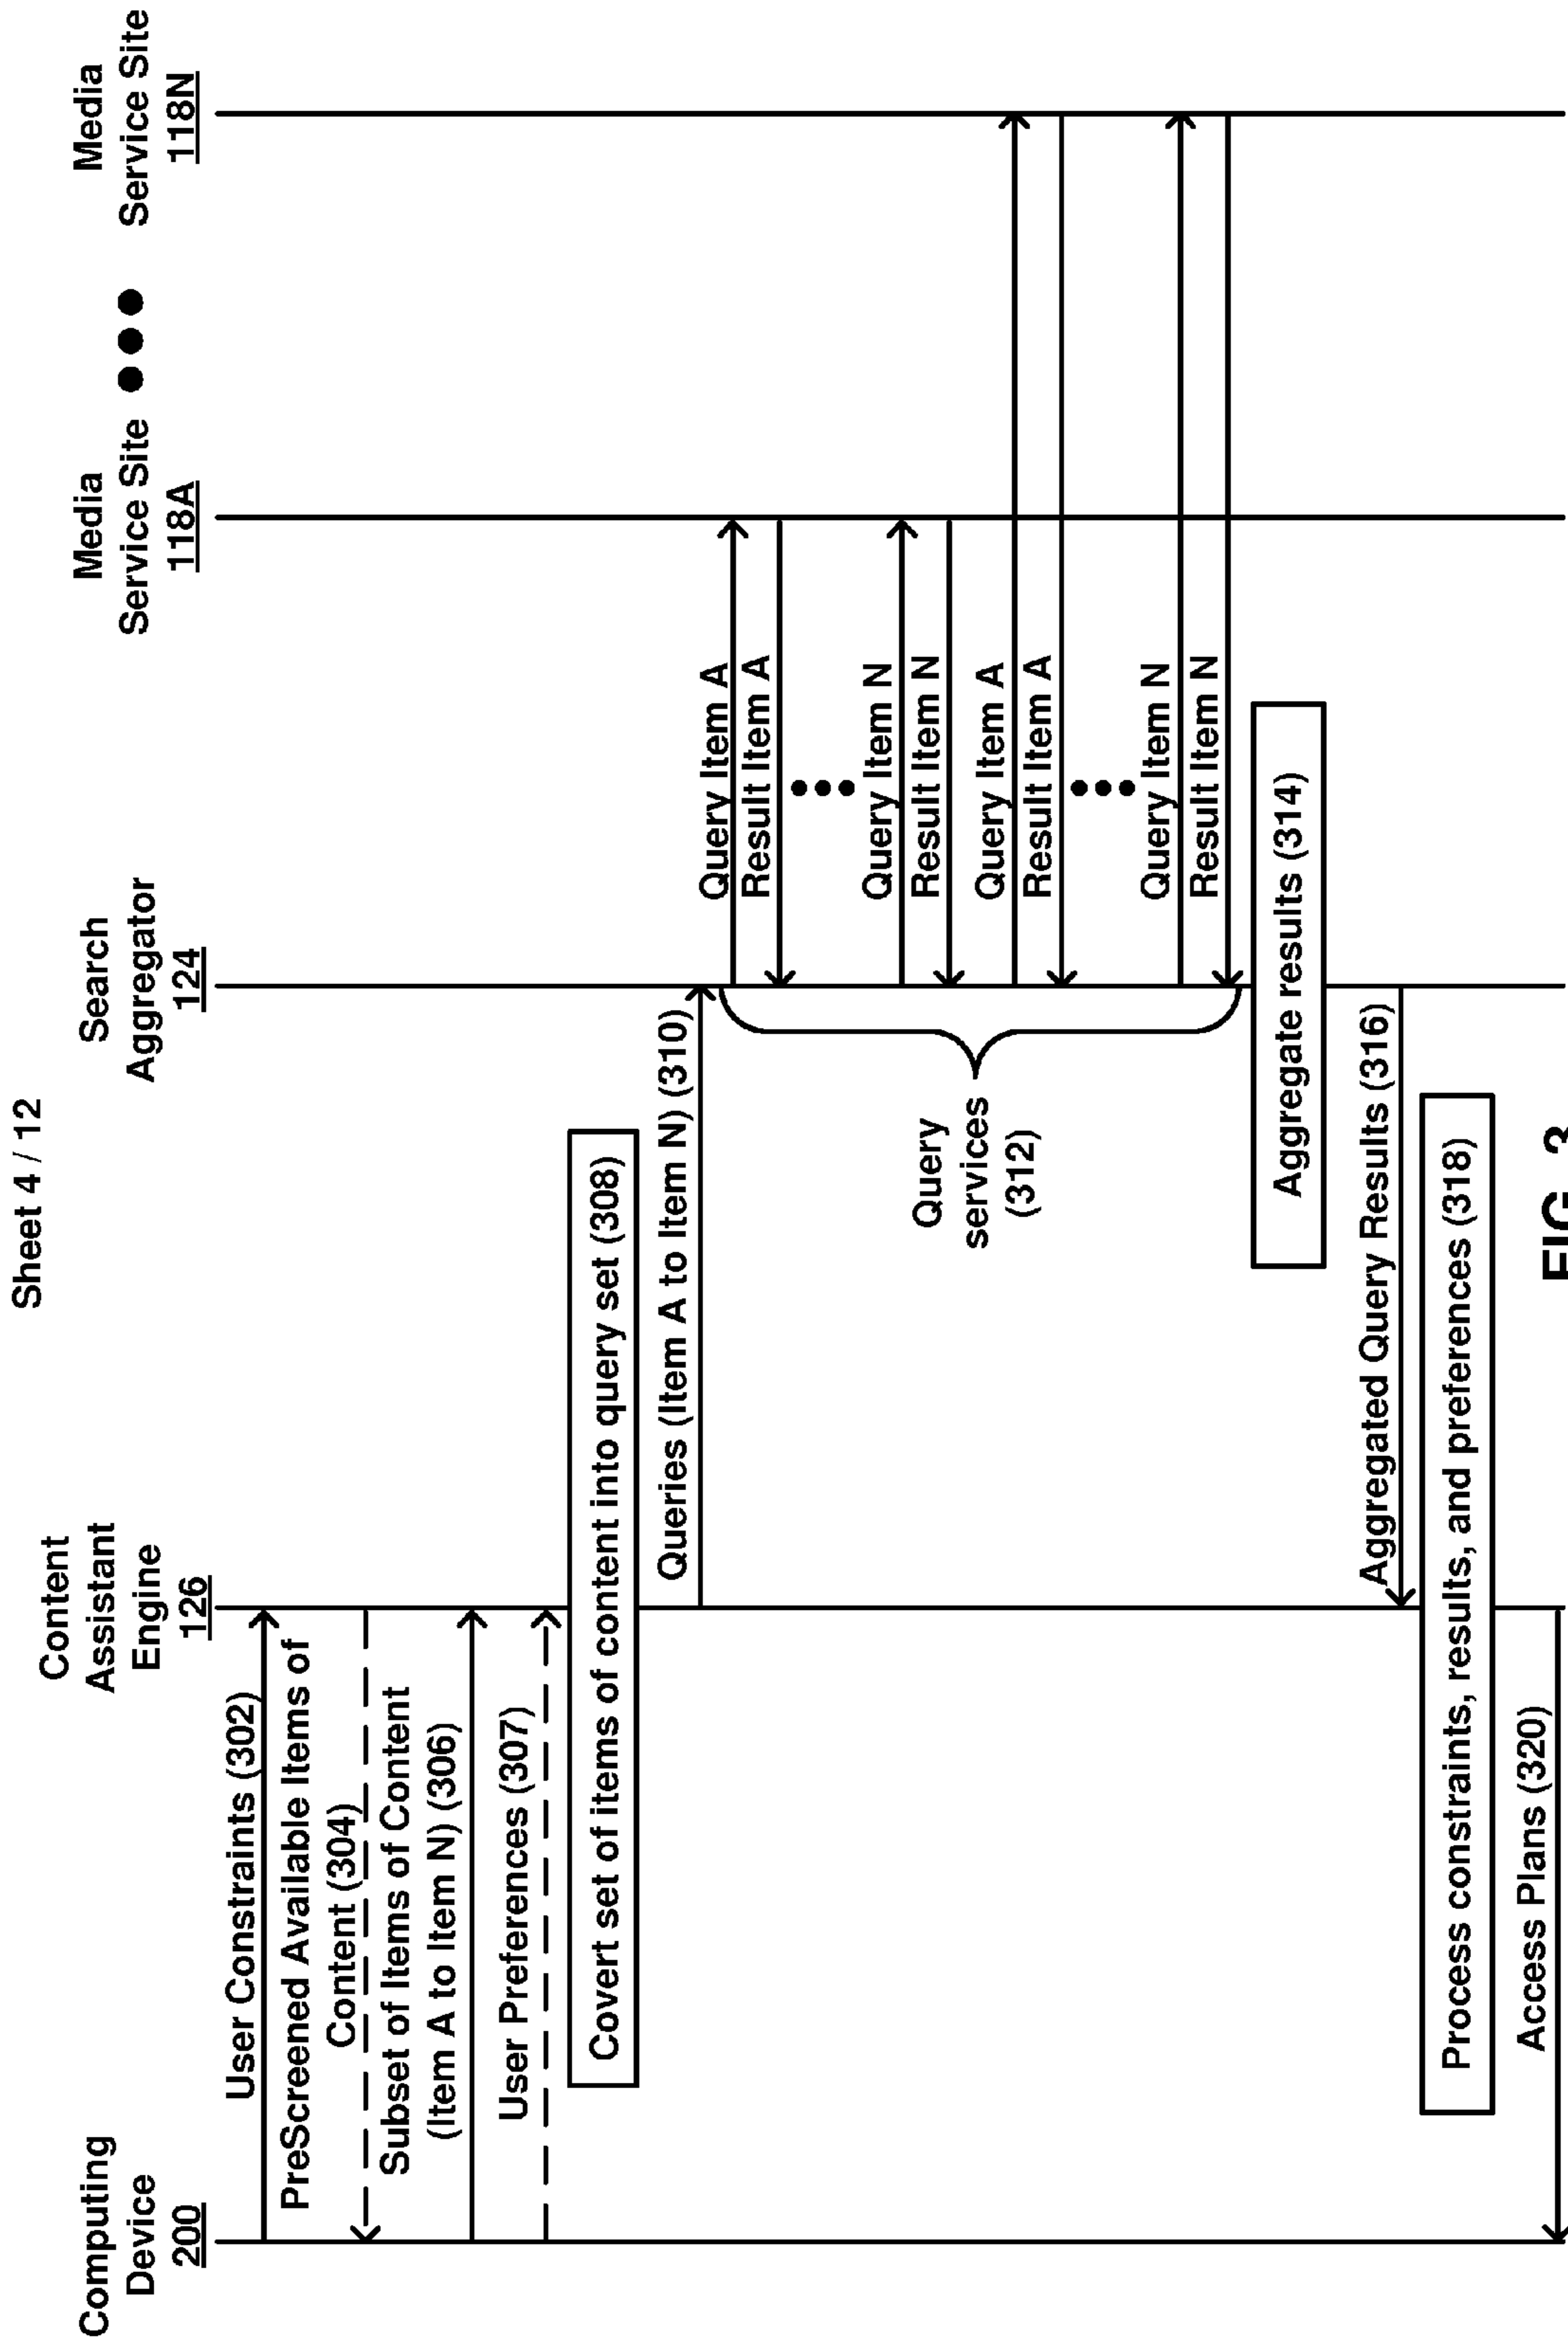 Sheet 4 / 12
Computing
Device
200
Content
Assistant
Engine
126
Search
Aggregator
124
Media
Service Site
118A
Media
Service Site
118N
User Constraints (302)
PreScreened Available Items of
Content (304)
Subset of Items of Content
(Item A to Item N) (306)
User Preferences (307)
Covert set of items of content into query set (308)
Queries (Item A to Item N) (310)
Query Item A
Result Item A
Query Item N
Result Item N
Query Item A
Result Item A
Query Item N
Result Item N
Query
services
(312)
Aggregate results (314)
Aggregated Query Results (316)
Process constraints, results, and preferences (318)
Access Plans (320)
FIG. 3